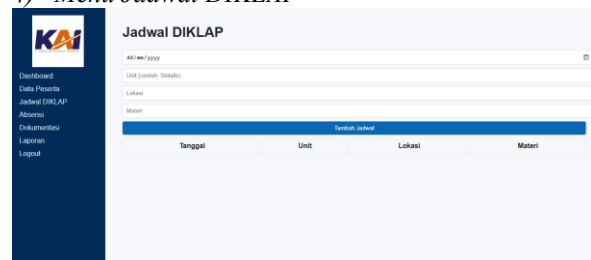 4) Menu Jadwal DIKLAP
KAI
Jadwal DIKLAP
dd/mm/yyyy
Unit (contoh: Sintelis)
Lokasi
Materi
Tambah Jadwal
Tanggal Unit Lokasi Materi
Dashboard
Data Peserta
Jadwal DIKLAP
Absensi
Dokumentasi
Laporan
Logout